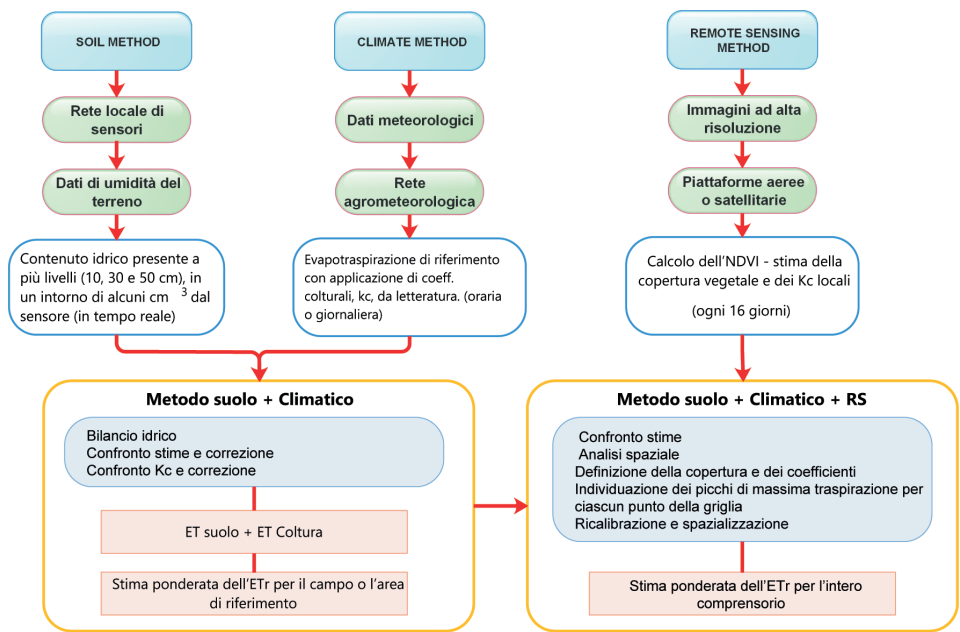 SOIL METHOD
Rete locale di
sensori
Dati di umidità del
terreno
Contenuto idrico presente a
più livelli (10, 30 e 50 cm), in
un intorno di alcuni cm 3 dal
sensore (in tempo reale)
CLIMATE METHOD
Dati meteorologici
Rete
agrometeorologica
Evapotraspirazione di riferimento
con applicazione di coeff.
colturali, kc, da letteratura. (oraria
o giornaliera)
REMOTE SENSING
METHOD
Immagini ad alta
risoluzione
Piattaforme aeree
o satellitarie
Calcolo dell'NDVI - stima della
copertura vegetale e dei Kc locali
(ogni 16 giorni)
Metodo suolo + Climatico
Bilancio idrico
Confronto stime e correzione
Confronto Kc e correzione
ET suolo + ET Coltura
Stima ponderata dell'ETr per il campo o l'area
di riferimento
Metodo suolo + Climatico + RS
Confronto stime
Analisi spaziale
Definizione della copertura e dei coefficienti
Individuazione dei picchi di massima traspirazione per
ciascun punto della griglia
Ricalibrazione e spazializzazione
Stima ponderata dell'ETr per l'intero
comprensorio